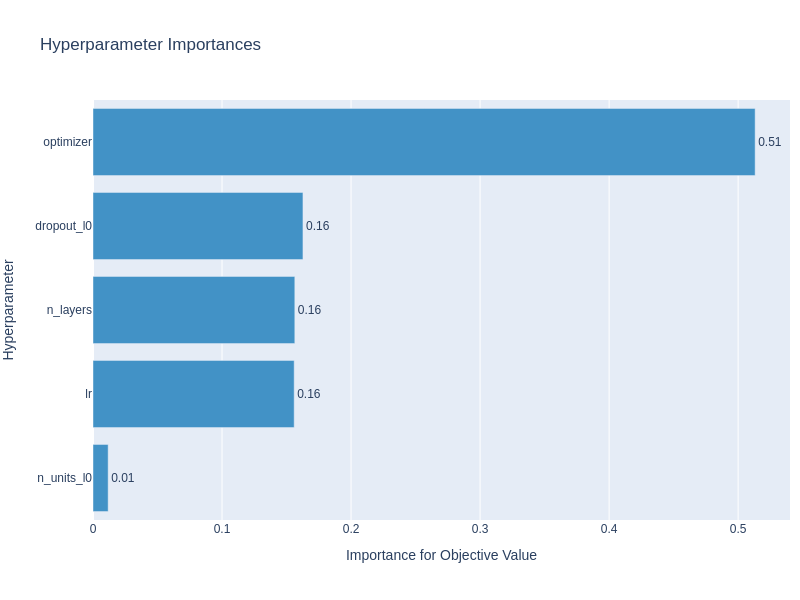 Hyperparameter Importances
Hyperparameter
optimizer
0.51
dropout_l0
0.16
n_layers
0.16
lr
0.16
n_units_l0
0.01
0
0.1
0.2
0.3
0.4
0.5
Importance for Objective Value